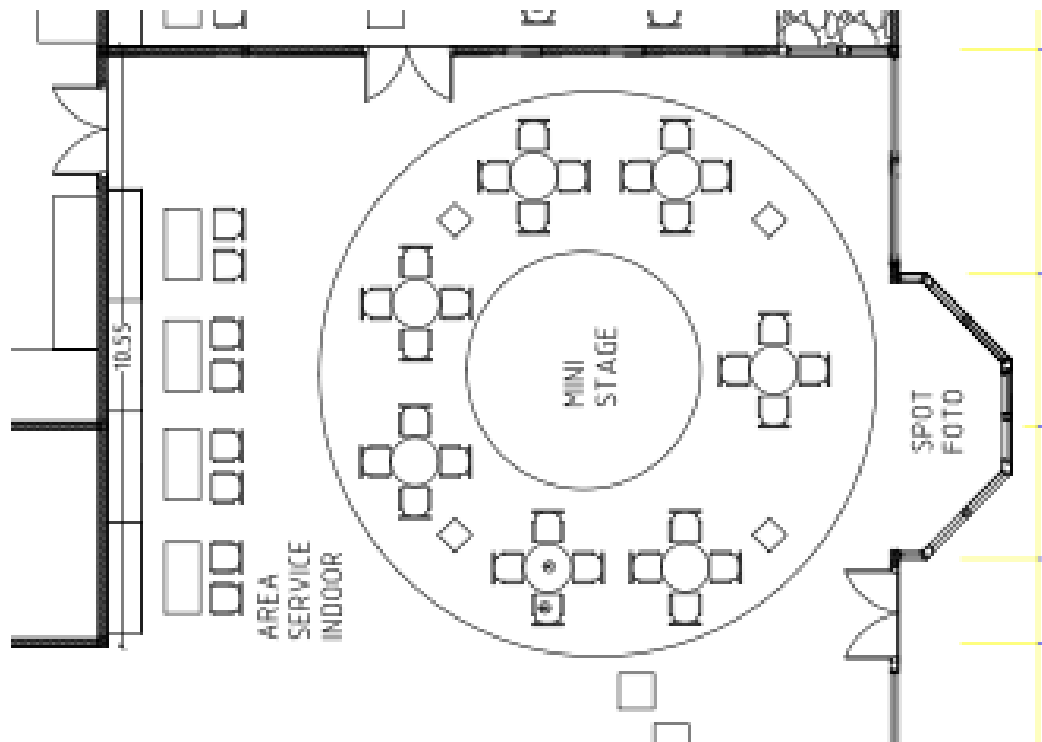 10.55
AREA
SERVICE
INDOOR
MINI
STAGE
SPOT
FOTO